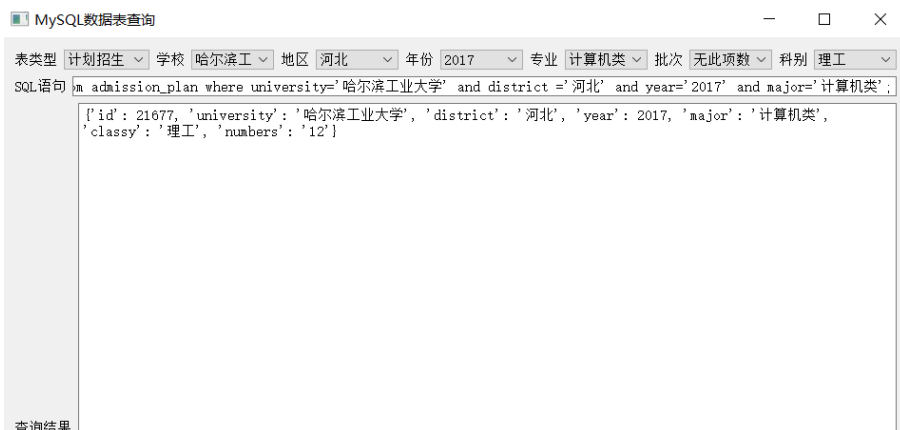 MySQL数据表查询
表类型 计划招生 学校 哈尔滨工 地区 河北 年份 2017 专业 计算机类 批次 无此项数 科别 理工
SQL语句 om admission_plan where university='哈尔滨工业大学' and district ='河北' and year='2017' and major='计算机类';
{'id': 21677, 'university': '哈尔滨工业大学', 'district': '河北', 'year': 2017, 'major': '计算机类',
'classy': '理工', 'numbers': '12'}
查询结果